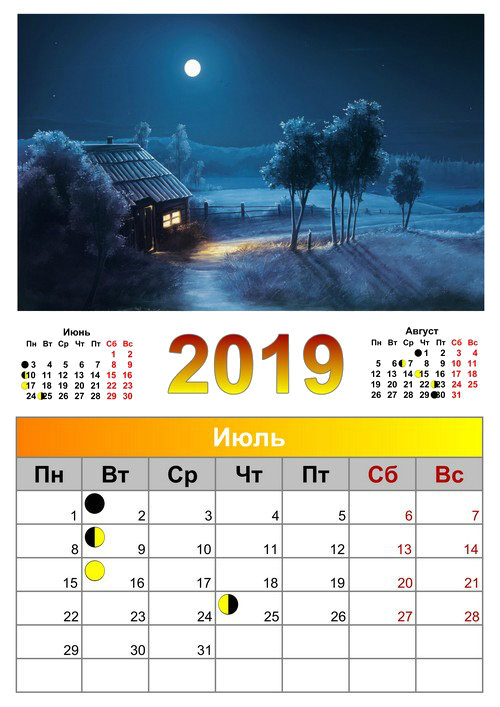 Июнь
Пн Вт Ср Чт Пт Сб Вс
1 2
3 4 5 6 7 8 9
10 11 12 13 14 15 16
17 18 19 20 21 22 23
24 25 26 27 28 29 30
2019
Август
Пн Вт Ср Чт Пт Сб Вс
1 2 3 4
5 6 7 8 9 10 11
12 13 14 15 16 17 18
19 20 21 22 23 24 25
26 27 28 29 30 31
Июль
Пн Вт Ср Чт Пт Сб Вс
1 2 3 4 5 6 7
8 9 10 11 12 13 14
15 16 17 18 19 20 21
22 23 24 25 26 27 28
29 30 31